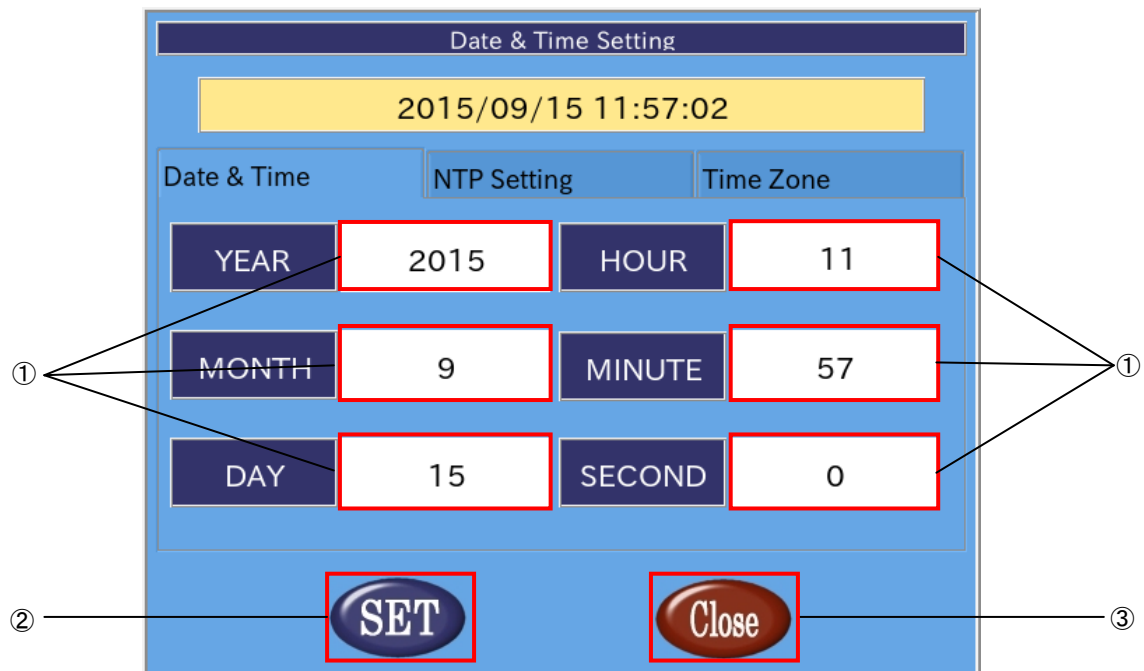 Date & Time Setting
2015/09/15 11:57:02
Date & Time NTP Setting Time Zone
YEAR 2015 HOUR 11
① MONTH 9 MINUTE 57 ①
DAY 15 SECOND 0
② SET Close ③